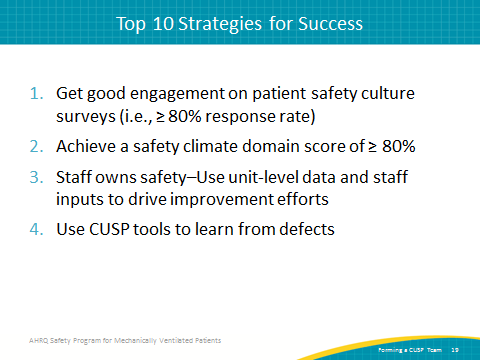 Top 10 Strategies for Success
1. Get good engagement on patient safety culture
surveys (i.e., ≥ 80% response rate)
2. Achieve a safety climate domain score of ≥ 80%
3. Staff owns safety–Use unit-level data and staff
inputs to drive improvement efforts
4. Use CUSP tools to learn from defects
AHRQ Safety Program for Mechanically Ventilated Patients
Forming a CUSP Team 19